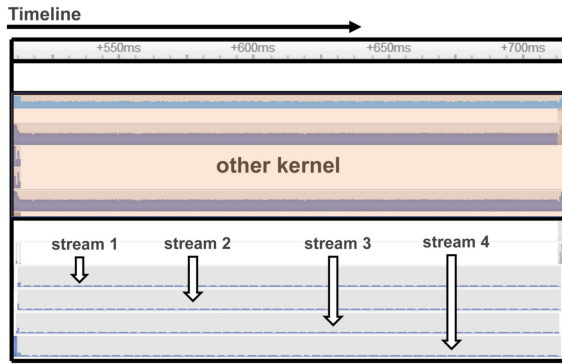 Timeline
+550ms +600ms +650ms +700ms
other kernel
stream 1 stream 2 stream 3 stream 4